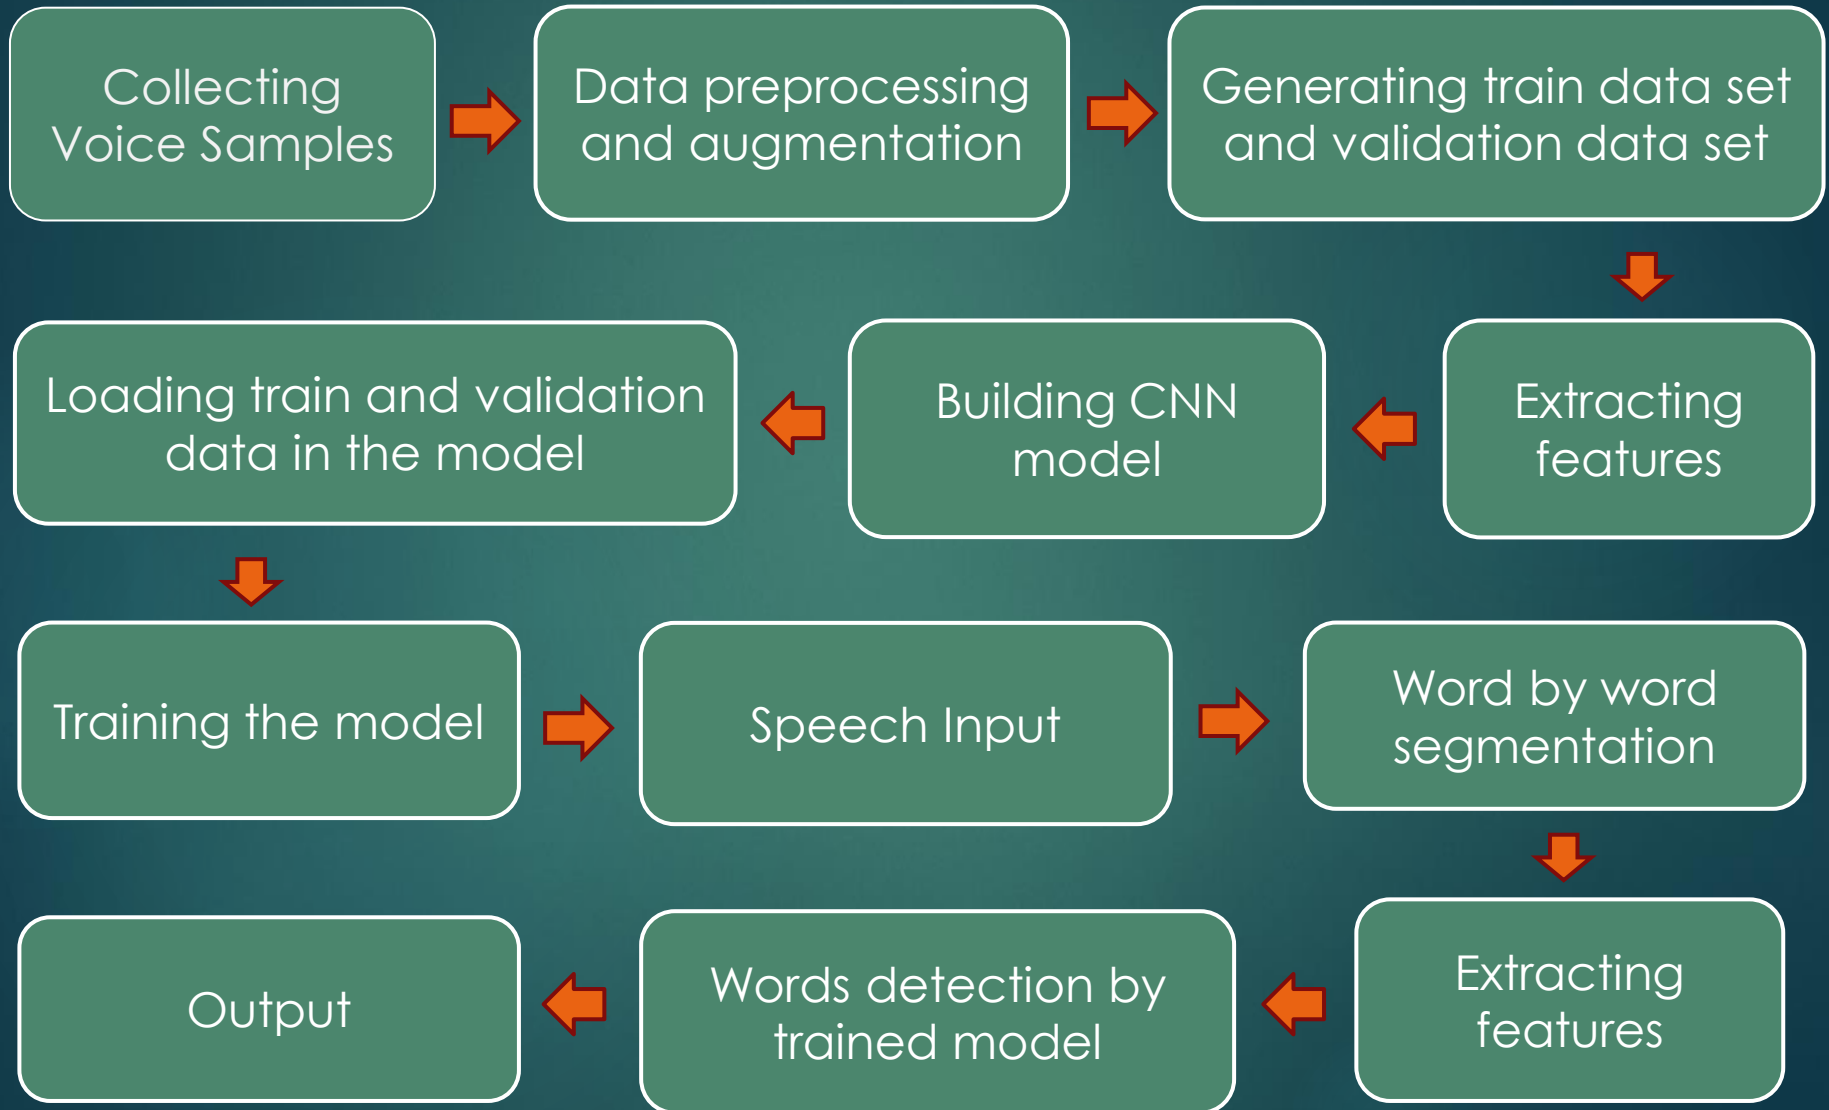 Collecting
Voice Samples
Data preprocessing
and augmentation
Generating train data set
and validation data set
Extracting
features
Building CNN
model
Loading train and validation
data in the model
Training the model
Speech Input
Word by word
segmentation
Extracting
features
Words detection by
trained model
Output